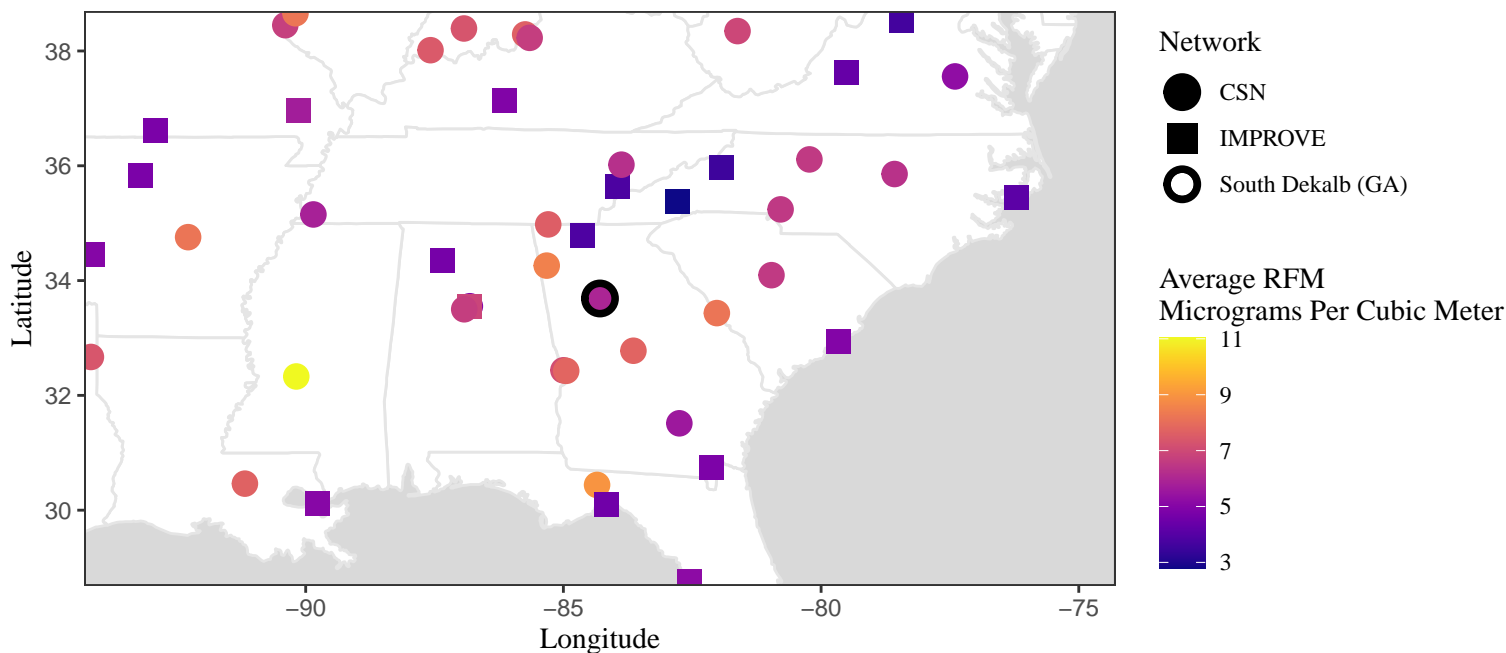 38
36
34
32
30
Latitude
−90
−85
−80
−75
Longitude
Network
CSN
IMPROVE
South Dekalb (GA)
Average RFM
Micrograms Per Cubic Meter
11
9
7
5
3